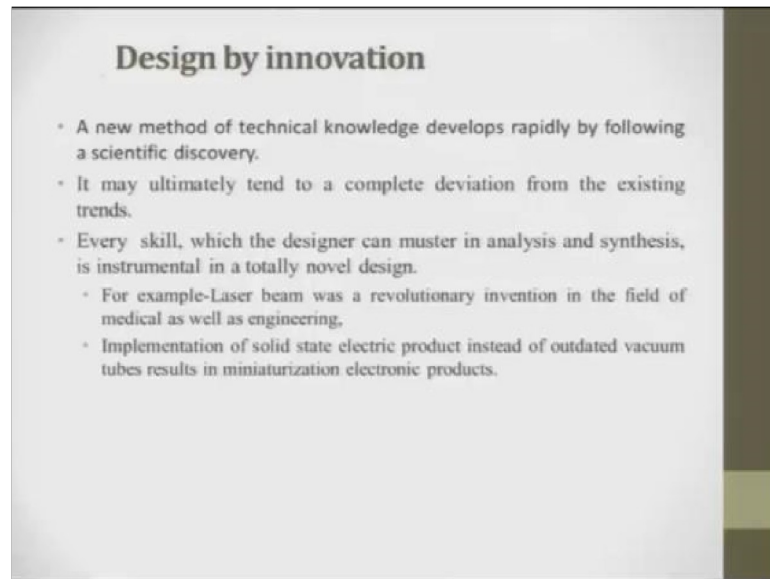 Design by innovation
• A new method of technical knowledge develops rapidly by following
a scientific discovery.
• It may ultimately tend to a complete deviation from the existing
trends.
• Every skill, which the designer can muster in analysis and synthesis,
is instrumental in a totally novel design.
• For example-Laser beam was a revolutionary invention in the field of
medical as well as engineering,
• Implementation of solid state electric product instead of outdated vacuum
tubes results in miniaturization electronic products.